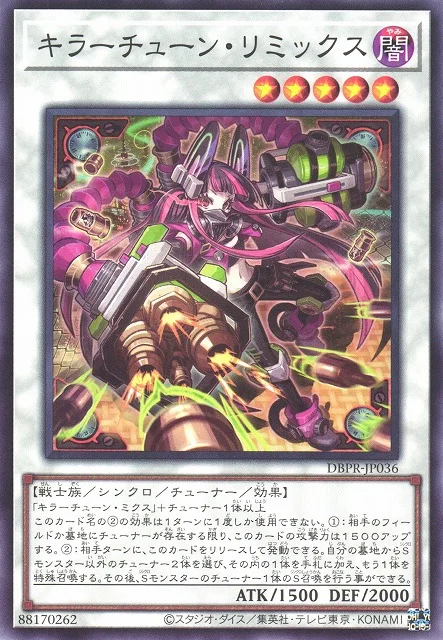 キラーチューン・リミックス
闇
やみ
DBPR-JP036
【戦士族／シンクロ／チューナー／効果】
「キラーチューン・ミクス」＋チューナー1体以上
このカード名の②の効果は1ターンに1度しか使用できない。①：相手のフィー
ルドか墓地にチューナーが存在する限り、このカードの攻撃力は1500アップ
する。②：相手ターンに、このカードをリリースして発動できる。自分の墓地からS
モンスター以外のチューナー2体を選び、その内の1体を手札に加え、もう1体を
特殊召喚する。その後、Sモンスターのチューナー1体のS召喚を行う事ができる。
ATK/1500 DEF/2000
88170262
©スタジオ・ダイス／集英社・テレビ東京・KONAMI